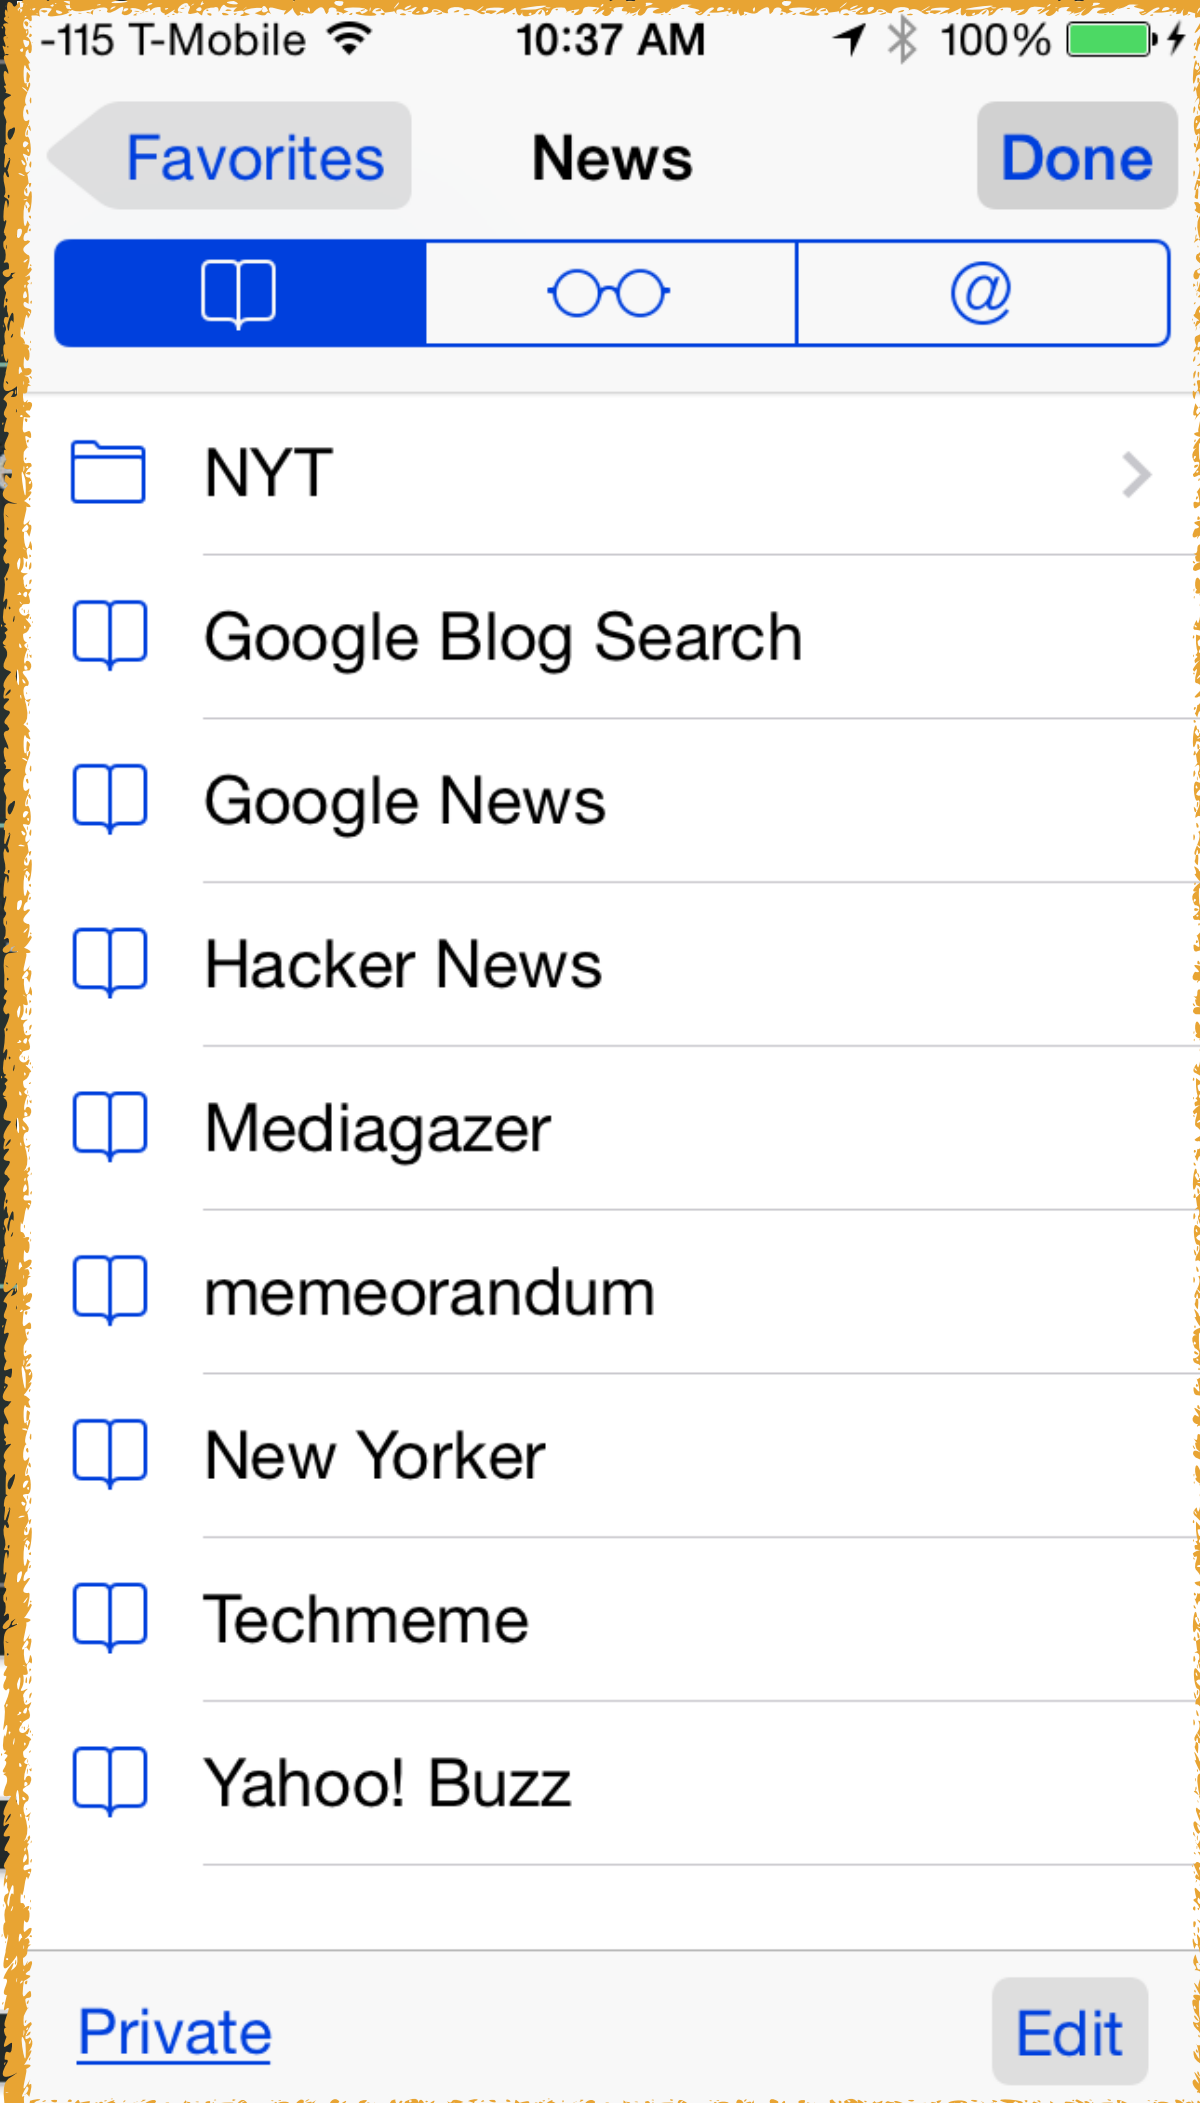 -115 T-Mobile 10:37 AM 100%
Favorites News Done
@
NYT
Google Blog Search
Google News
Hacker News
Mediagazer
memeorandum
New Yorker
Techmeme
Yahoo! Buzz
Private Edit